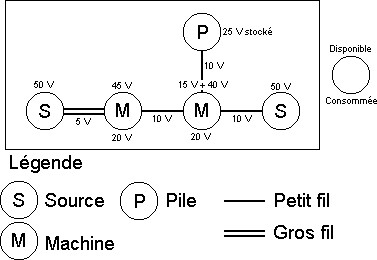 P 25 V stocké
Disponible
10 V
50 V 45 V 15 V + 40 V 50 V
Consommée
S M M S
5 V 10 V 10 V
20 V 20 V
Légende
S Source P Pile Petit fil
M Machine Gros fil